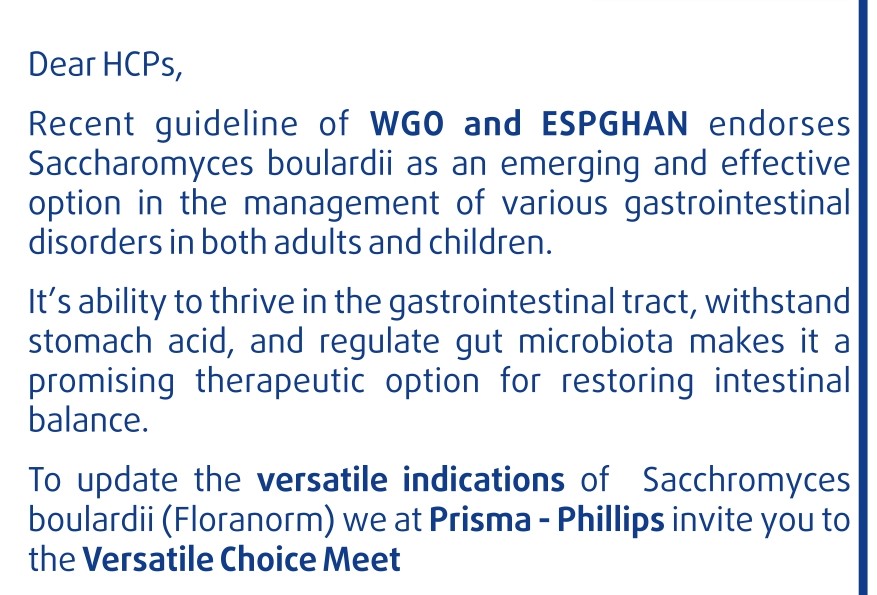 Dear HCPs,
Recent guideline of WGO and ESPGHAN endorses
Saccharomyces boulardii as an emerging and effective
option in the management of various gastrointestinal
disorders in both adults and children.
It's ability to thrive in the gastrointestinal tract, withstand
stomach acid, and regulate gut microbiota makes it a
promising therapeutic option for restoring intestinal
balance.
To update the versatile indications of Sacchromyces
boulardii (Floranorm) we at Prisma - Phillips invite you to
the Versatile Choice Meet